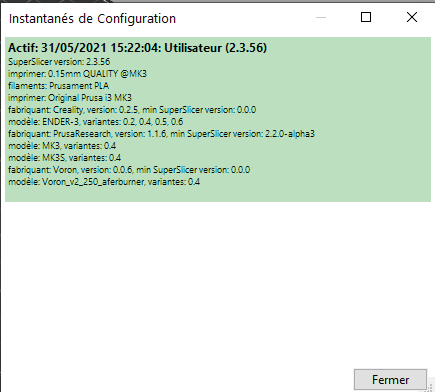 Instantanés de Configuration
Actif: 31/05/2021 15:22:04: Utilisateur (2.3.56)
SuperSlicer version: 2.3.56
imprimer: 0.15mm QUALITY @MK3
filaments: Prusament PLA
imprimer: Original Prusa i3 MK3
fabriquant: Creality, version: 0.2.5, min SuperSlicer version: 0.0.0
modèle: ENDER-3, variantes: 0.2, 0.4, 0.5, 0.6
fabriquant: PrusaResearch, version: 1.1.6, min SuperSlicer version: 2.2.0-alpha3
modèle: MK3, variantes: 0.4
modèle: MK3S, variantes: 0.4
fabriquant: Voron, version: 0.0.6, min SuperSlicer version: 0.0.0
modèle: Voron_v2_250_aferburner, variantes: 0.4
Fermer